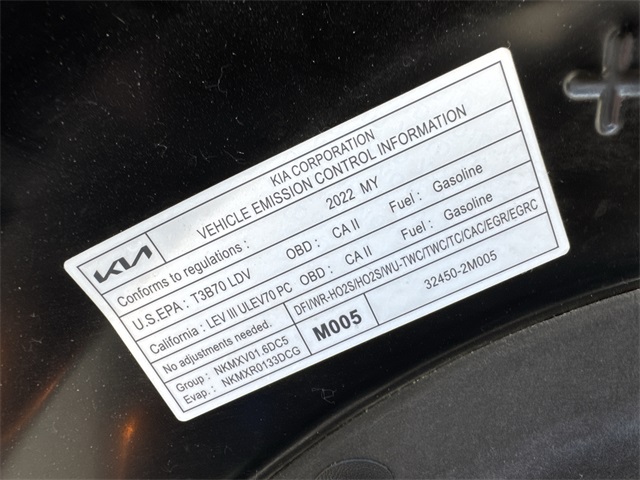 KIA CORPORATION
KIA VEHICLE EMISSION CONTROL INFORMATION
Conforms to regulations : 2022 MY
U.S.EPA : T3B70 LDV OBD : CA II Fuel : Gasoline
California : LEV III ULEV70 PC OBD : CA II Fuel : Gasoline
No adjustments needed. DFI/WR-HO2S/HO2S/WU-TWC/TWC/TC/CAC/EGR/EGRC
Group : NKMXV01.6DC5
Evap. : NKMXR0133DCG
M005 32450-2M005